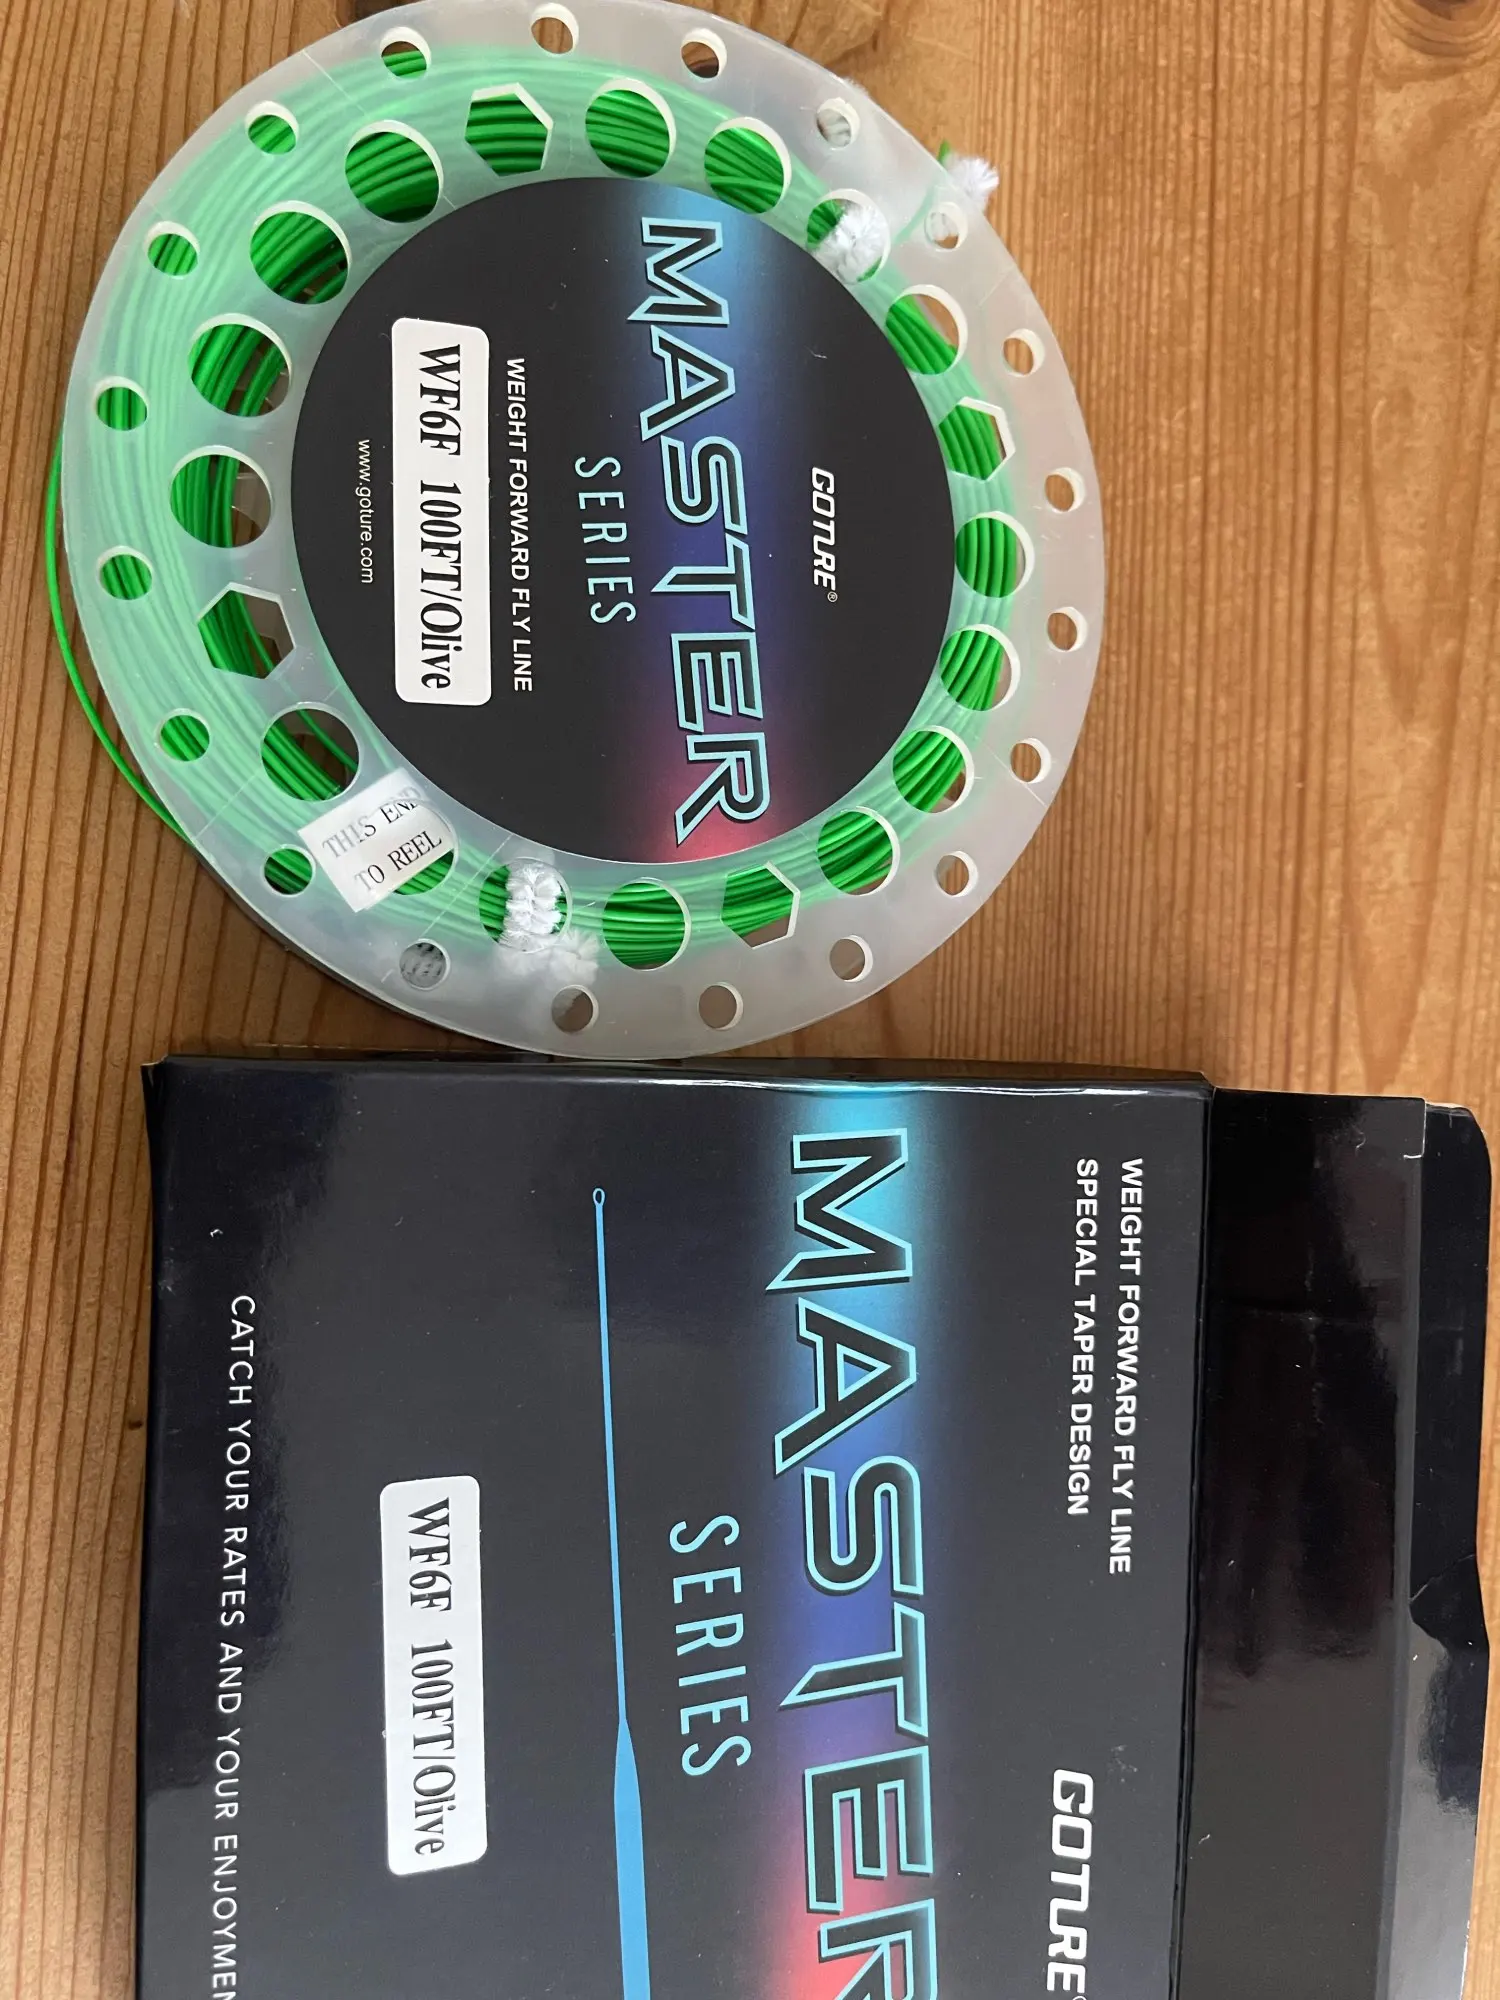 GOTURE®
MASTER
SERIES
WEIGHT FORWARD FLY LINE
WF6F 100FT/Olive
www.goture.com
THIS END
TO REEL
WEIGHT FORWARD FLY LINE
SPECIAL TAPER DESIGN
GOTURE
MASTER
SERIES
WF6F 100FT/Olive
CATCH YOUR RATES AND YOUR ENJOYMEN